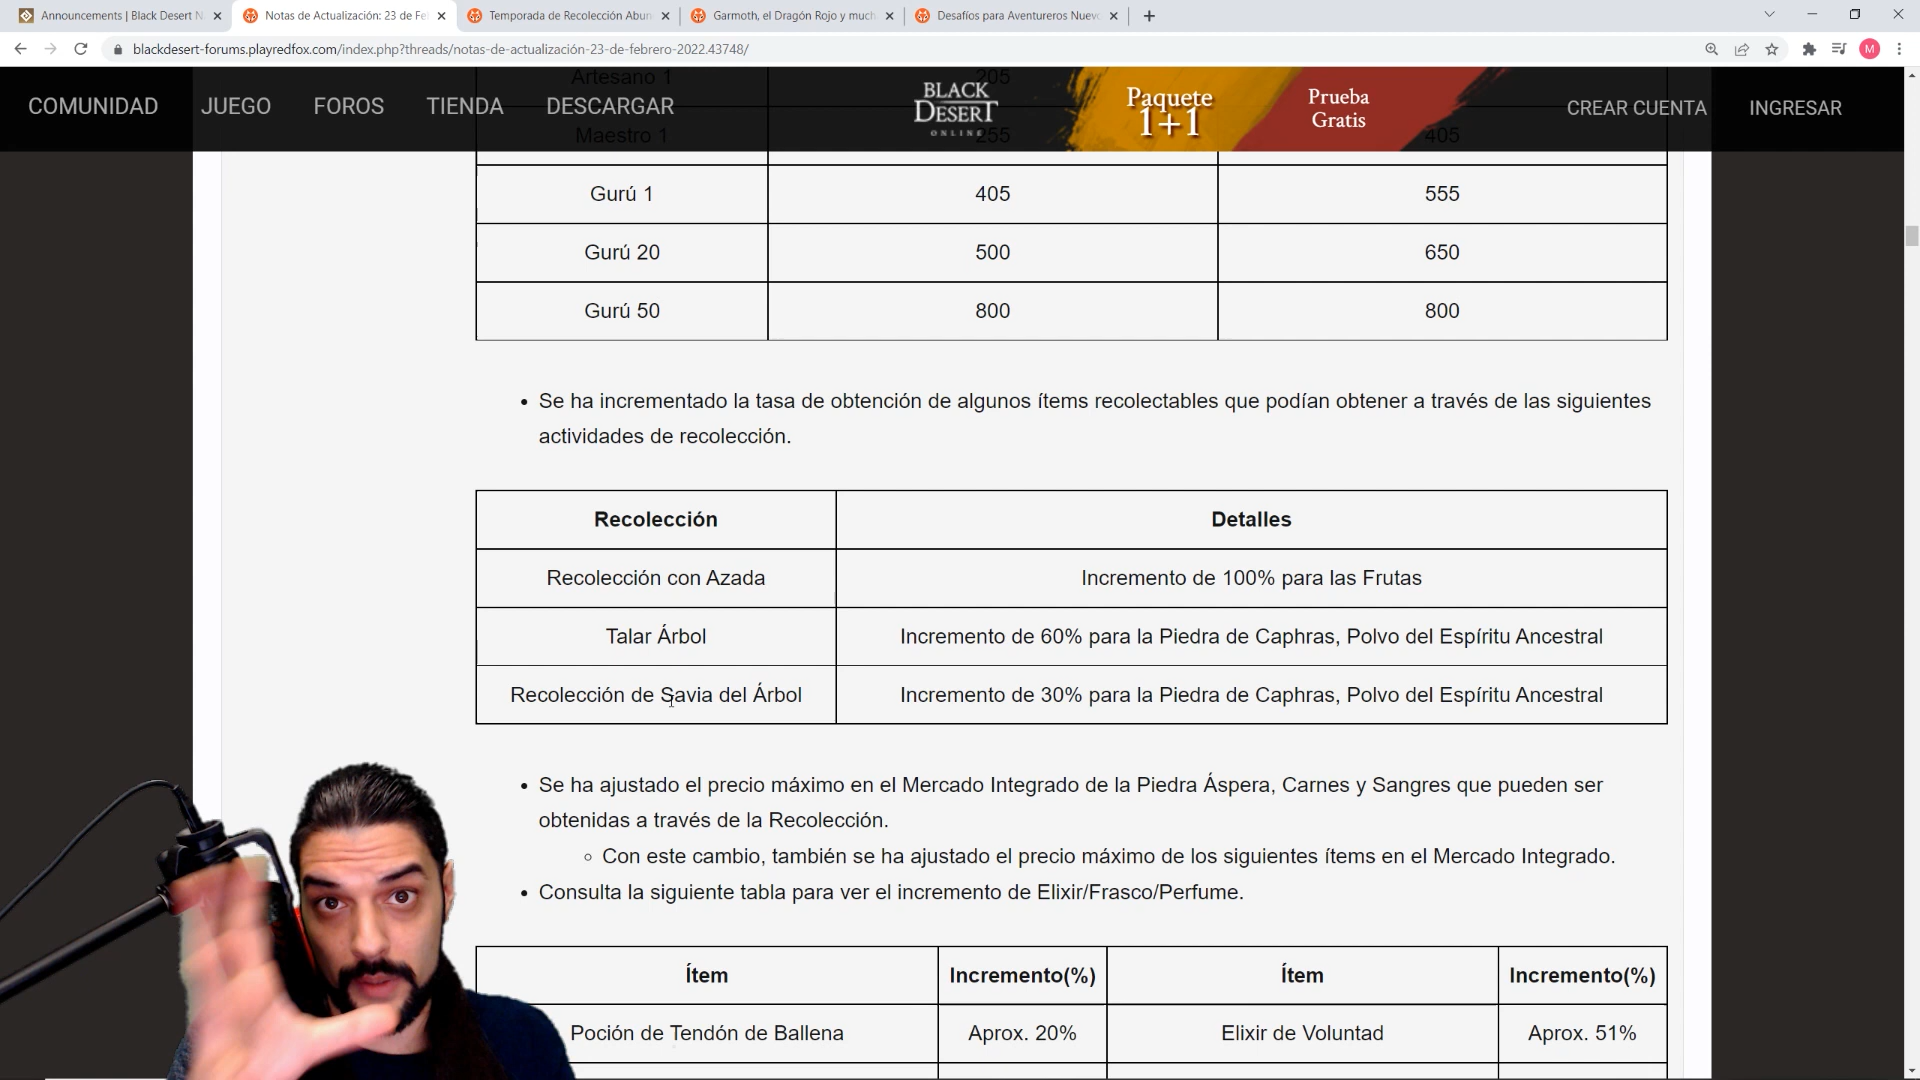 Announcements | Black Desert N
Notas de Actualización: 23 de Fe
Temporada de Recolección Abun
Garmoth, el Dragón Rojo y much
Desafíos para Aventureros Nuevo
blackdesert-forums.playredfox.com/index.php?threads/notas-de-actualización-23-de-febrero-2022.43748/
M
Artesano 1 205
COMUNIDAD JUEGO FOROS TIENDA DESCARGAR
BLACK
DESERT
ONLINE
Paquete
1+1
Prueba
Gratis
CREAR CUENTA INGRESAR
Maestro 1 255 405
Gurú 1 405 555
Gurú 20 500 650
Gurú 50 800 800
• Se ha incrementado la tasa de obtención de algunos ítems recolectables que podían obtener a través de las siguientes
actividades de recolección.
Recolección Detalles
Recolección con Azada Incremento de 100% para las Frutas
Talar Árbol Incremento de 60% para la Piedra de Caphras, Polvo del Espíritu Ancestral
Recolección de Savia del Árbol Incremento de 30% para la Piedra de Caphras, Polvo del Espíritu Ancestral
• Se ha ajustado el precio máximo en el Mercado Integrado de la Piedra Áspera, Carnes y Sangres que pueden ser
obtenidas a través de la Recolección.
◦ Con este cambio, también se ha ajustado el precio máximo de los siguientes ítems en el Mercado Integrado.
• Consulta la siguiente tabla para ver el incremento de Elixir/Frasco/Perfume.
Ítem Incremento(%) Ítem Incremento(%)
Poción de Tendón de Ballena Aprox. 20% Elixir de Voluntad Aprox. 51%